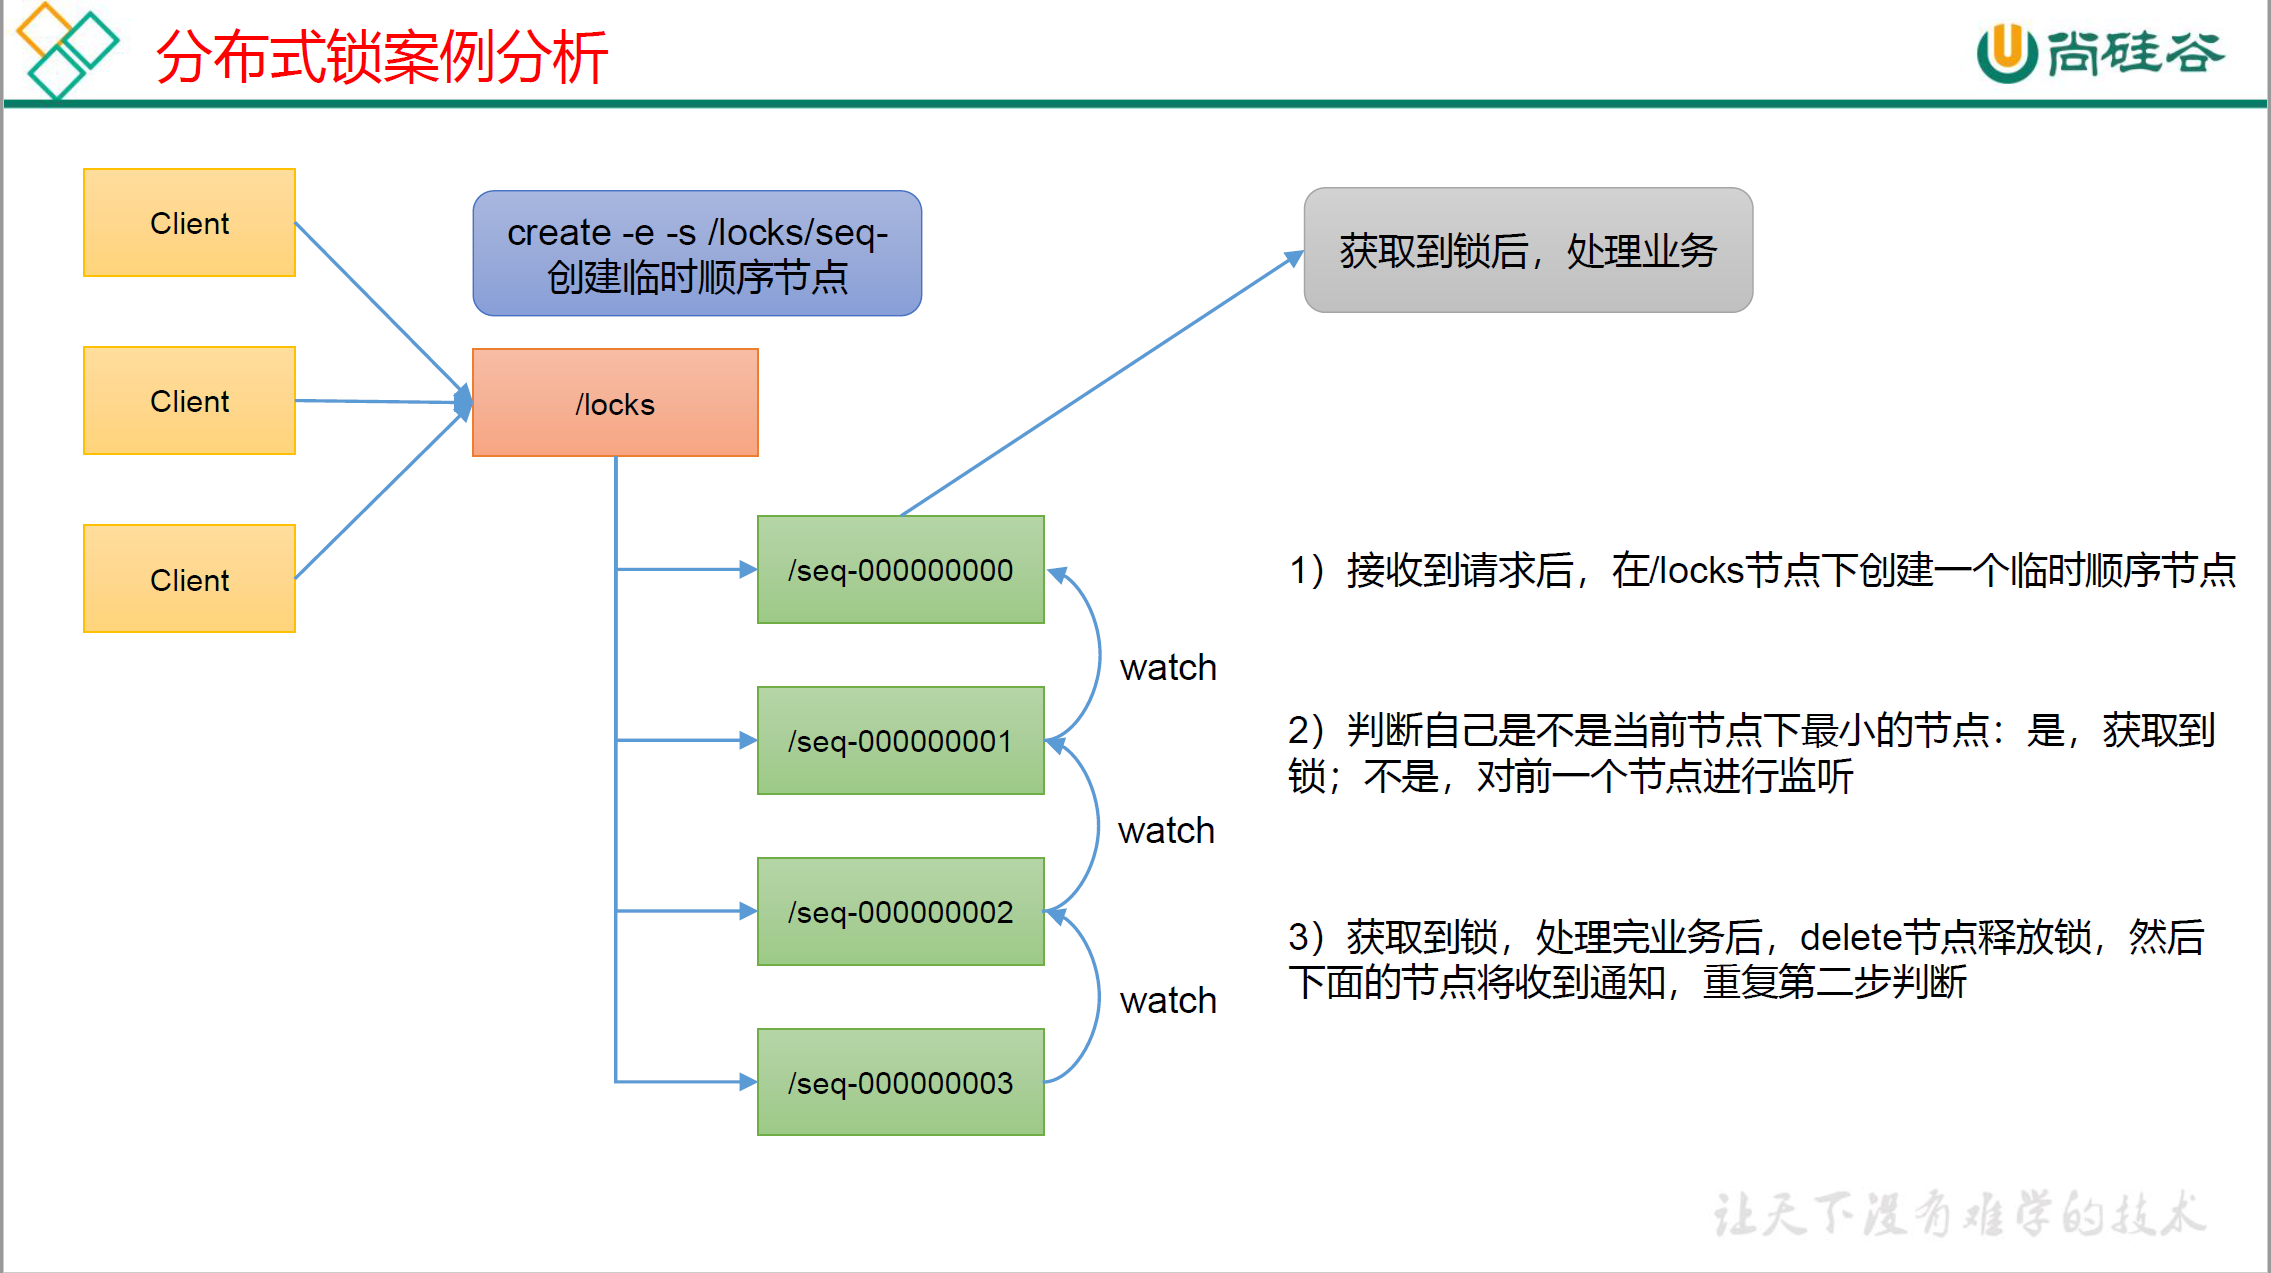 分布式锁案例分析
尚硅谷
Client
create -e -s /locks/seq-
创建临时顺序节点
获取到锁后，处理业务
Client
/locks
Client
/seq-000000000
1）接收到请求后，在/locks节点下创建一个临时顺序节点
watch
/seq-000000001
2）判断自己是不是当前节点下最小的节点：是，获取到
锁；不是，对前一个节点进行监听
watch
/seq-000000002
3）获取到锁，处理完业务后，delete节点释放锁，然后
下面的节点将收到通知，重复第二步判断
watch
/seq-000000003
让天下没有难学的技术